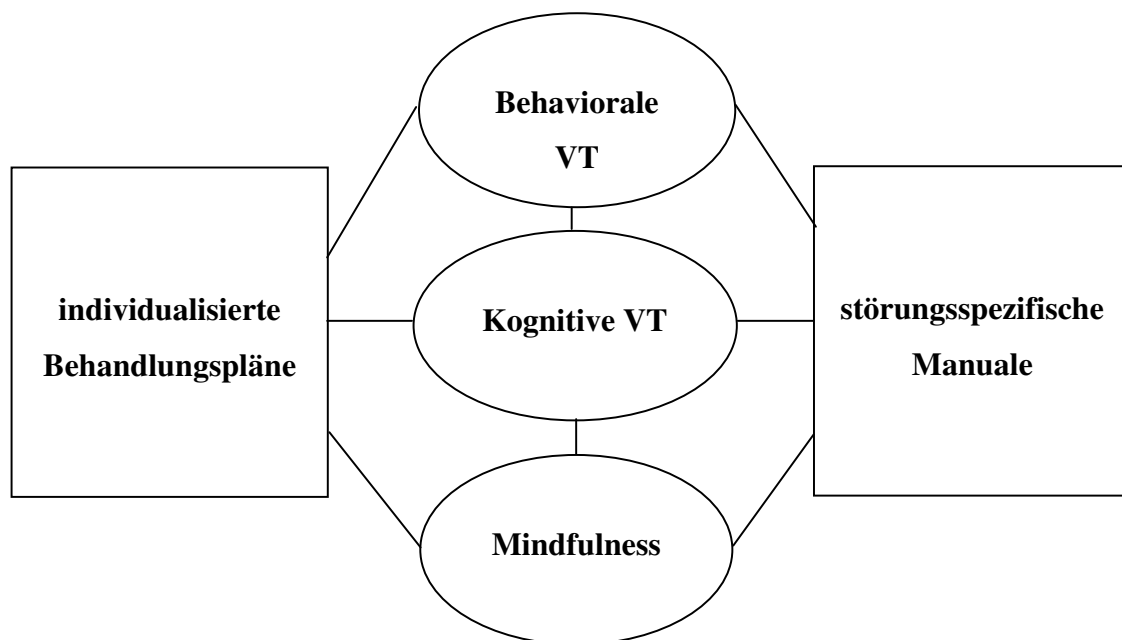 Behaviorale
VT
individualisierte
Behandlungspläne
Kognitive VT
störungsspezifische
Manuale
Mindfulness